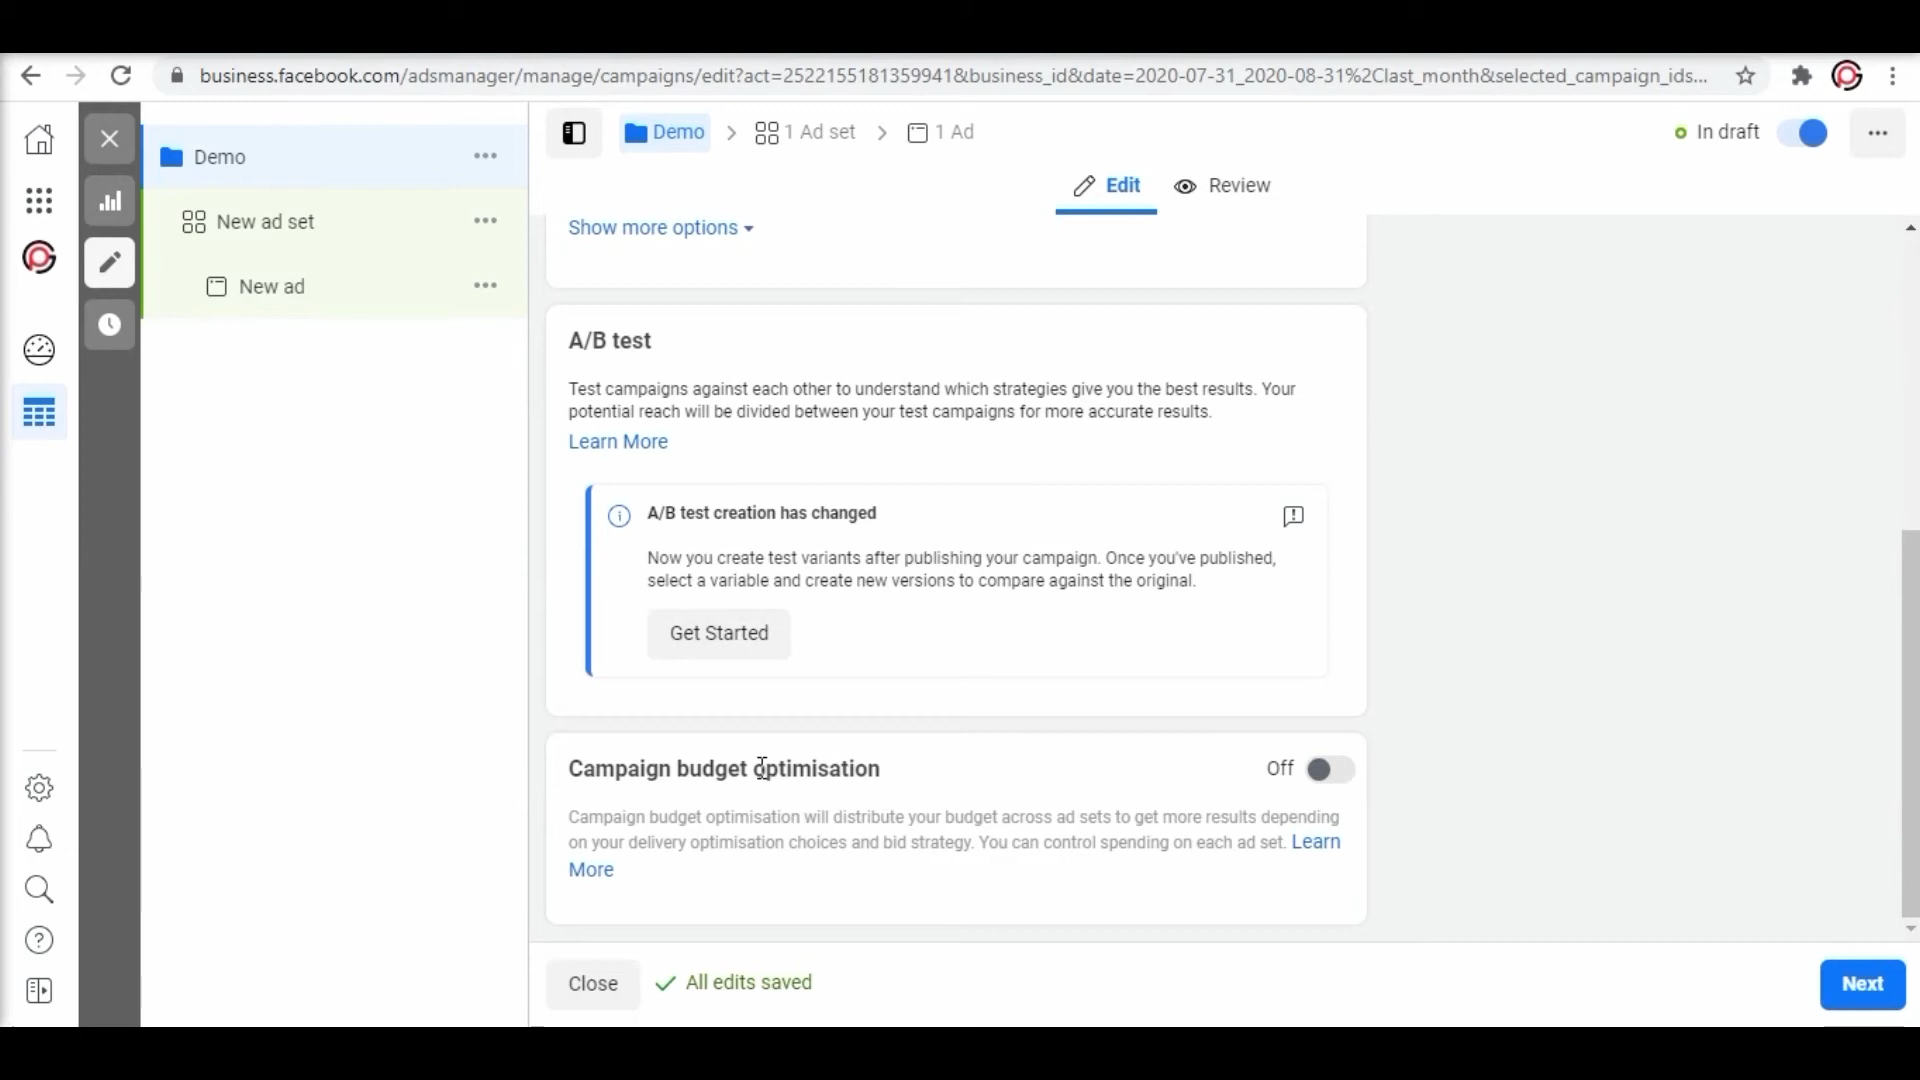 business.facebook.com/adsmanager/manage/campaigns/edit?act=2522155181359941&business_id&date=2020-07-31_2020-08-31%2Clast_month&selected_campaign_ids...
Demo
New ad set
New ad
Demo > 1 Ad set > 1 Ad
In draft
Edit
Review
Show more options
A/B test
Test campaigns against each other to understand which strategies give you the best results. Your
potential reach will be divided between your test campaigns for more accurate results.
Learn More
A/B test creation has changed
Now you create test variants after publishing your campaign. Once you've published,
select a variable and create new versions to compare against the original.
Get Started
Campaign budget optimisation
Off
Campaign budget optimisation will distribute your budget across ad sets to get more results depending
on your delivery optimisation choices and bid strategy. You can control spending on each ad set. Learn
More
Close
All edits saved
Next